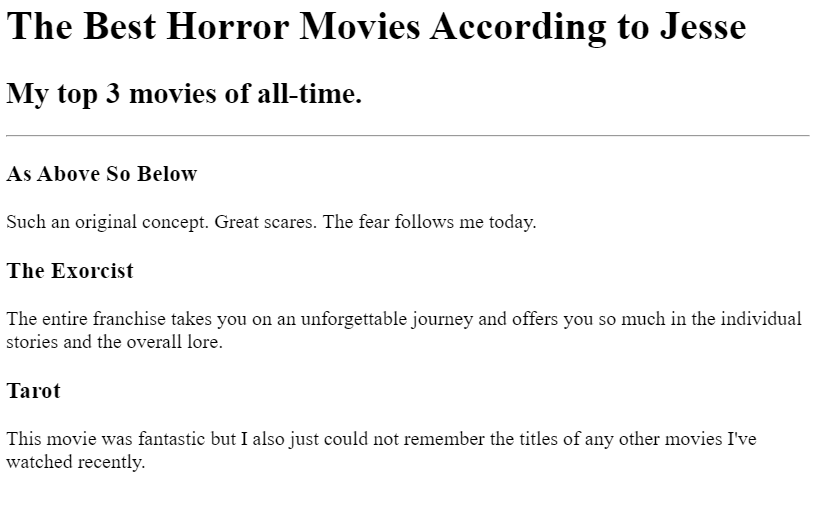 The Best Horror Movies According to Jesse
My top 3 movies of all-time.
As Above So Below
Such an original concept. Great scares. The fear follows me today.
The Exorcist
The entire franchise takes you on an unforgettable journey and offers you so much in the individual
stories and the overall lore.
Tarot
This movie was fantastic but I also just could not remember the titles of any other movies I've
watched recently.